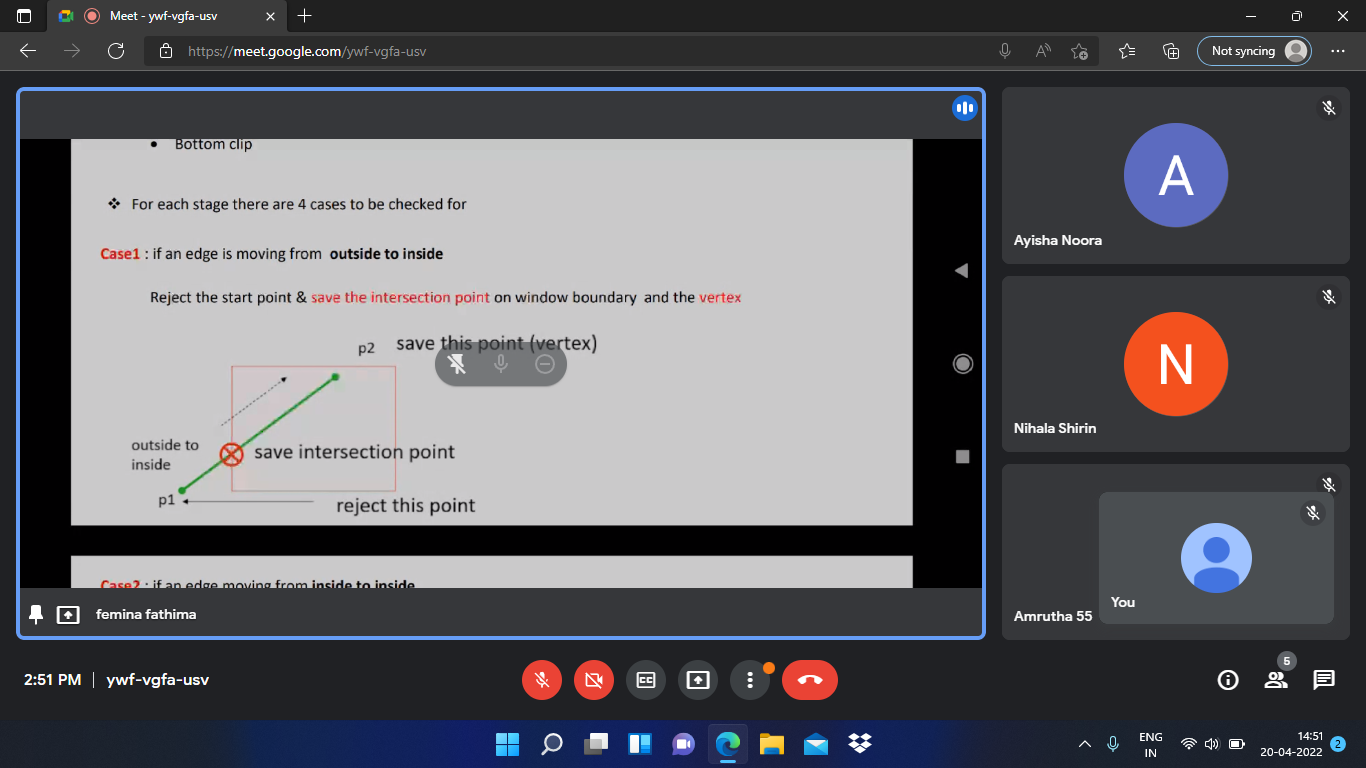 Meet - ywf-vgfa-usv
https://meet.google.com/ywf-vgfa-usv
Not syncing
• Bottom clip
❖ For each stage there are 4 cases to be checked for
Case1 : if an edge is moving from outside to inside
Reject the start point & save the intersection point on window boundary and the vertex
p2 save this point (vertex)
outside to
inside
save intersection point
p1
reject this point
Case2 : if an edge moving from inside to inside
femina fathima
A
Ayisha Noora
N
Nihala Shirin
Amrutha 55
You
2:51 PM | ywf-vgfa-usv
CC
5
ENG
IN
14:51
20-04-2022
2